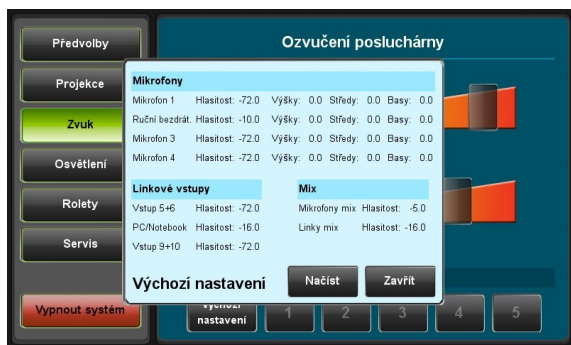 Předvolby
Ozvučení posluchárny
Projekce
Zvuk
Osvětlení
Rolety
Servis
Vypnout systém
Mikrofony
Mikrofon 1 Hlasitost: -72.0 Výšky: 0.0 Středy: 0.0 Basy: 0.0
Ruční bezdrát. Hlasitost: -10.0 Výšky: 0.0 Středy: 0.0 Basy: 0.0
Mikrofon 3 Hlasitost: -72.0 Výšky: 0.0 Středy: 0.0 Basy: 0.0
Mikrofon 4 Hlasitost: -72.0 Výšky: 0.0 Středy: 0.0 Basy: 0.0
Linkové vstupy Mix
Vstup 5+6 Hlasitost: -72.0 Mikrofony mix Hlasitost: -5.0
PC/Notebook Hlasitost: -16.0 Linky mix Hlasitost: -16.0
Vstup 9+10 Hlasitost: -72.0
Výchozí nastavení Načíst Zavřít
Výchozí
nastavení 1 2 3 4 5